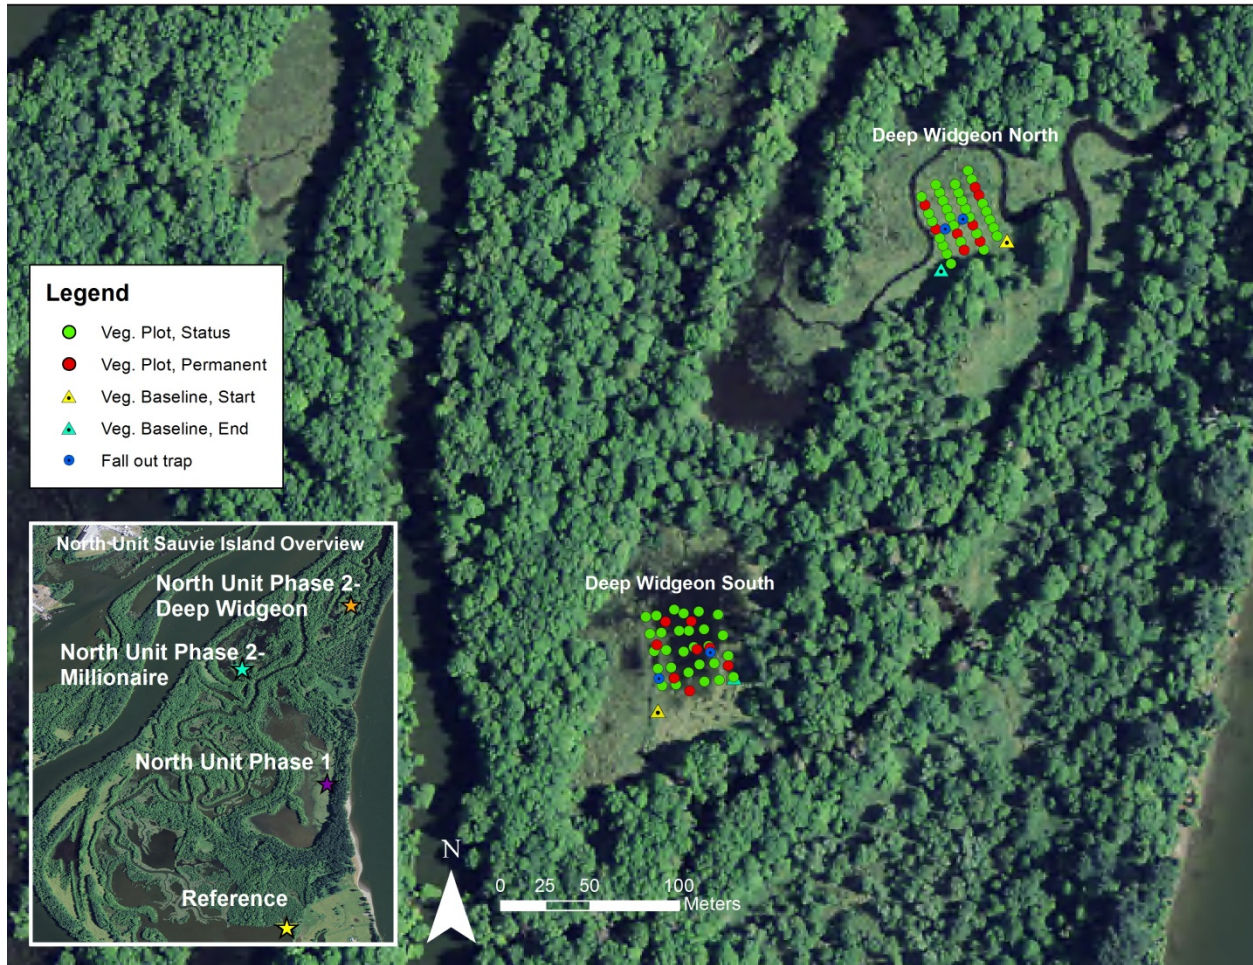 Deep Widgeon North
Legend
Veg. Plot, Status
Veg. Plot, Permanent
Veg. Baseline, Start
Veg. Baseline, End
Fall out trap
North Unit Sauvie Island Overview
North Unit Phase 2-
Deep Widgeon
North Unit Phase 2-
Millionaire
North Unit Phase 1
Reference
Deep Widgeon South
N
0 25 50 100
Meters